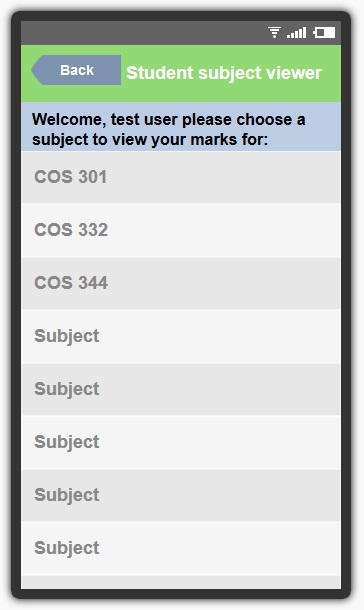 Back
Student subject viewer
Welcome, test user please choose a
subject to view your marks for:
COS 301
COS 332
COS 344
Subject
Subject
Subject
Subject
Subject